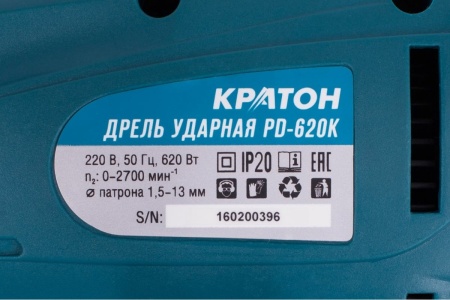 КРАТОН
ДРЕЛЬ УДАРНАЯ PD-620K
220 В, 50 Гц, 620 Вт IP20 EAC
n₂: 0-2700 мин⁻¹
⌀ патрона 1,5-13 мм
S/N: 160200396